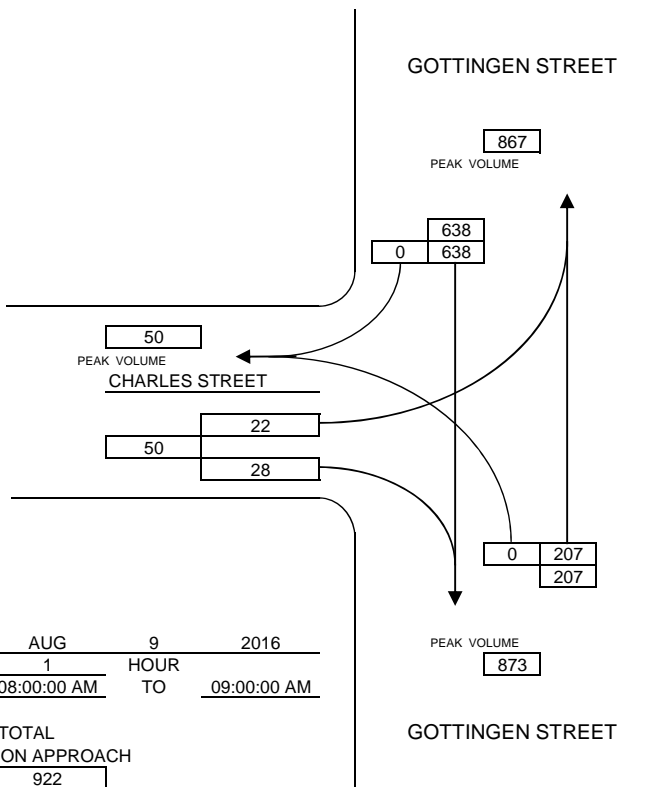 GOTTINGEN STREET
867
PEAK VOLUME
638
0 638
50
PEAK VOLUME
CHARLES STREET
22
50
28
0 207
207
AUG 9 2016
1 HOUR
08:00:00 AM TO 09:00:00 AM
PEAK VOLUME
873
TOTAL
ON APPROACH
922
GOTTINGEN STREET